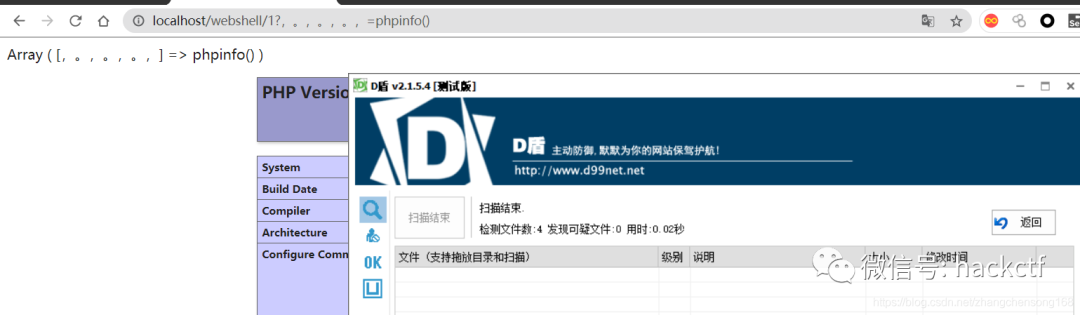 localhost/webshell/1?，。，。，。，=phpinfo()
Array ( [，。，。，。，] => phpinfo() )
PHP Versio
System
Build Date
Compiler
Architecture
Configure Comm
D盾 v2.1.5.4 [测试版]
D
D盾 主动防御,默默为你的网站保驾护航!
http://www.d99net.net
扫描结束
扫描结束.
检测文件数:4 发现可疑文件:0 用时:0.02秒
返回
OK
文件（支持拖放目录和扫描） 级别 说明 大小 修改时间
微信号: hackctf
https://blog.csdn.net/zhangchensong168